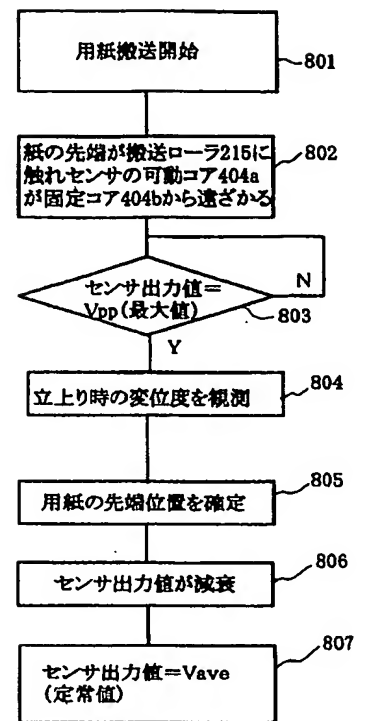 用紙搬送開始
801
紙の先端が搬送ローラ215に
触れセンサの可動コア404a
が固定コア404bから遠ざかる
802
センサ出力値=
Vpp(最大値)
N
803
Y
立上り時の変位度を観測
804
用紙の先端位置を確定
805
センサ出力値が減衰
806
センサ出力値=Vave
(定常値)
807